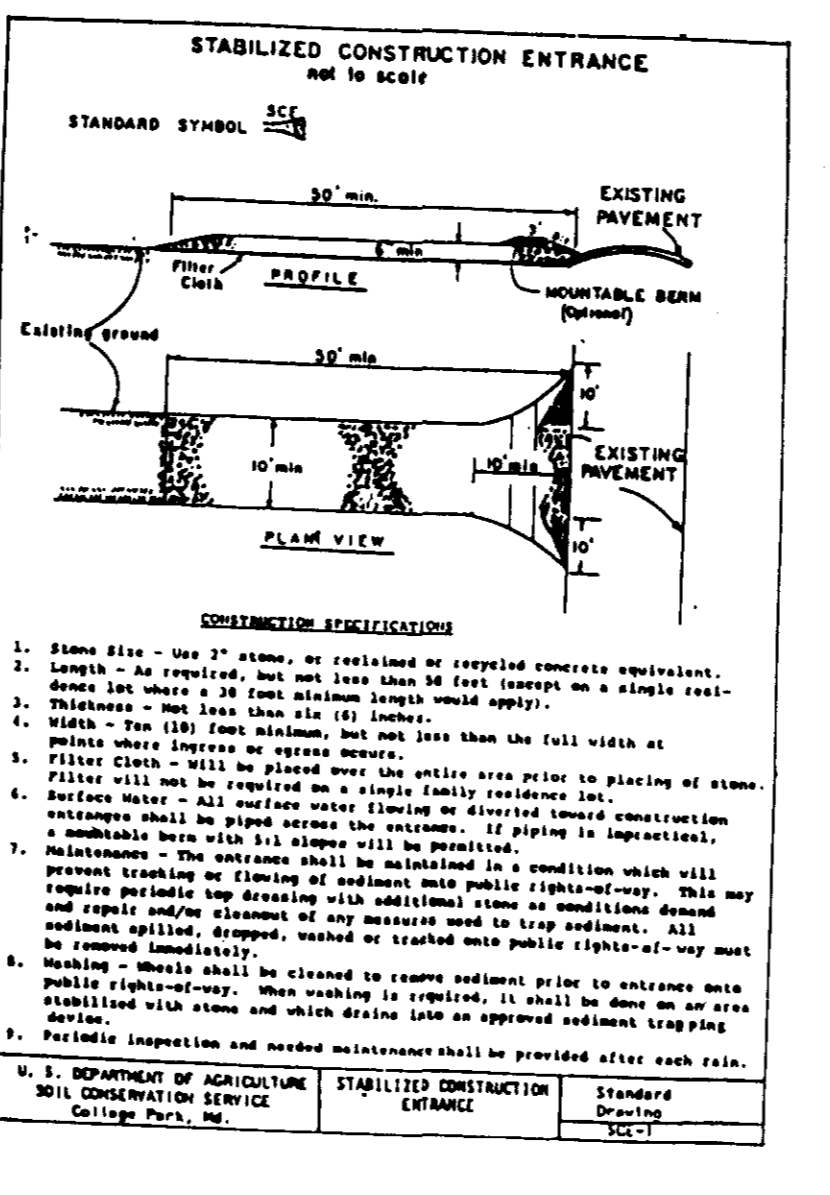 STABILIZED CONSTRUCTION ENTRANCE
not to scale
STANDARD SYMBOL SCE
50' min.
EXISTING
PAVEMENT
3'
6" min
Filter
Cloth
PROFILE
MOUNTABLE BERM
(Optional)
Existing ground
50' min
10'
10' min
10' min
EXISTING
PAVEMENT
10'
PLAN VIEW
CONSTRUCTION SPECIFICATIONS
1. Stone Size - Use 2" stone, or reclaimed or recycled concrete equivalent.
2. Length - As required, but not less than 50 feet (except on a single resi-
dence lot where a 30 foot minimum length would apply).
3. Thickness - Not less than six (6) inches.
4. Width - Ten (10) foot minimum, but not less than the full width at
points where ingress or egress occurs.
5. Filter Cloth - Will be placed over the entire area prior to placing of stone.
Filter will not be required on a single family residence lot.
6. Surface Water - All surface water flowing or diverted toward construction
entrances shall be piped across the entrance. If piping is impractical,
a mountable berm with 5:1 slopes will be permitted.
7. Maintenance - The entrance shall be maintained in a condition which will
prevent tracking or flowing of sediment onto public rights-of-way. This may
require periodic top dressing with additional stone as conditions demand
and repair and/or cleanout of any measures used to trap sediment. All
sediment spilled, dropped, washed or tracked onto public rights-of-way must
be removed immediately.
8. Washing - Wheels shall be cleaned to remove sediment prior to entrance onto
public rights-of-way. When washing is required, it shall be done on an area
stabilized with stone and which drains into an approved sediment trapping
device.
9. Periodic inspection and needed maintenance shall be provided after each rain.
U. S. DEPARTMENT OF AGRICULTURE
SOIL CONSERVATION SERVICE
College Park, Md.
STABILIZED CONSTRUCTION
ENTRANCE
Standard
Drawing
SCE-1